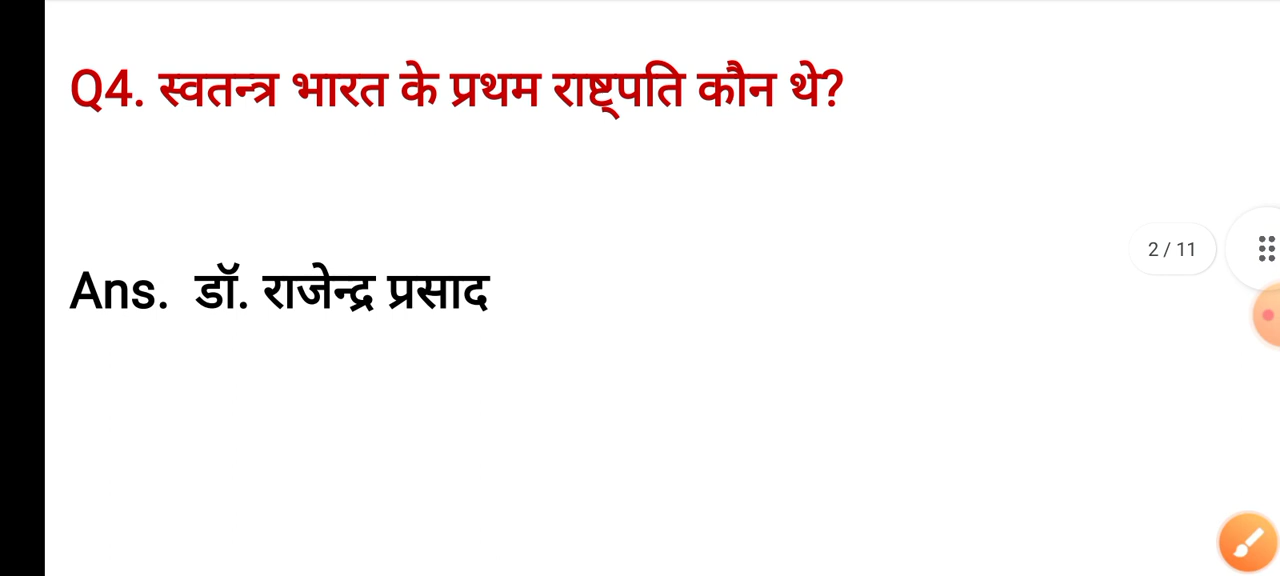 Q4. स्वतन्त्र भारत के प्रथम राष्ट्पति कौन थे?
2 / 11
Ans. डॉ. राजेन्द्र प्रसाद